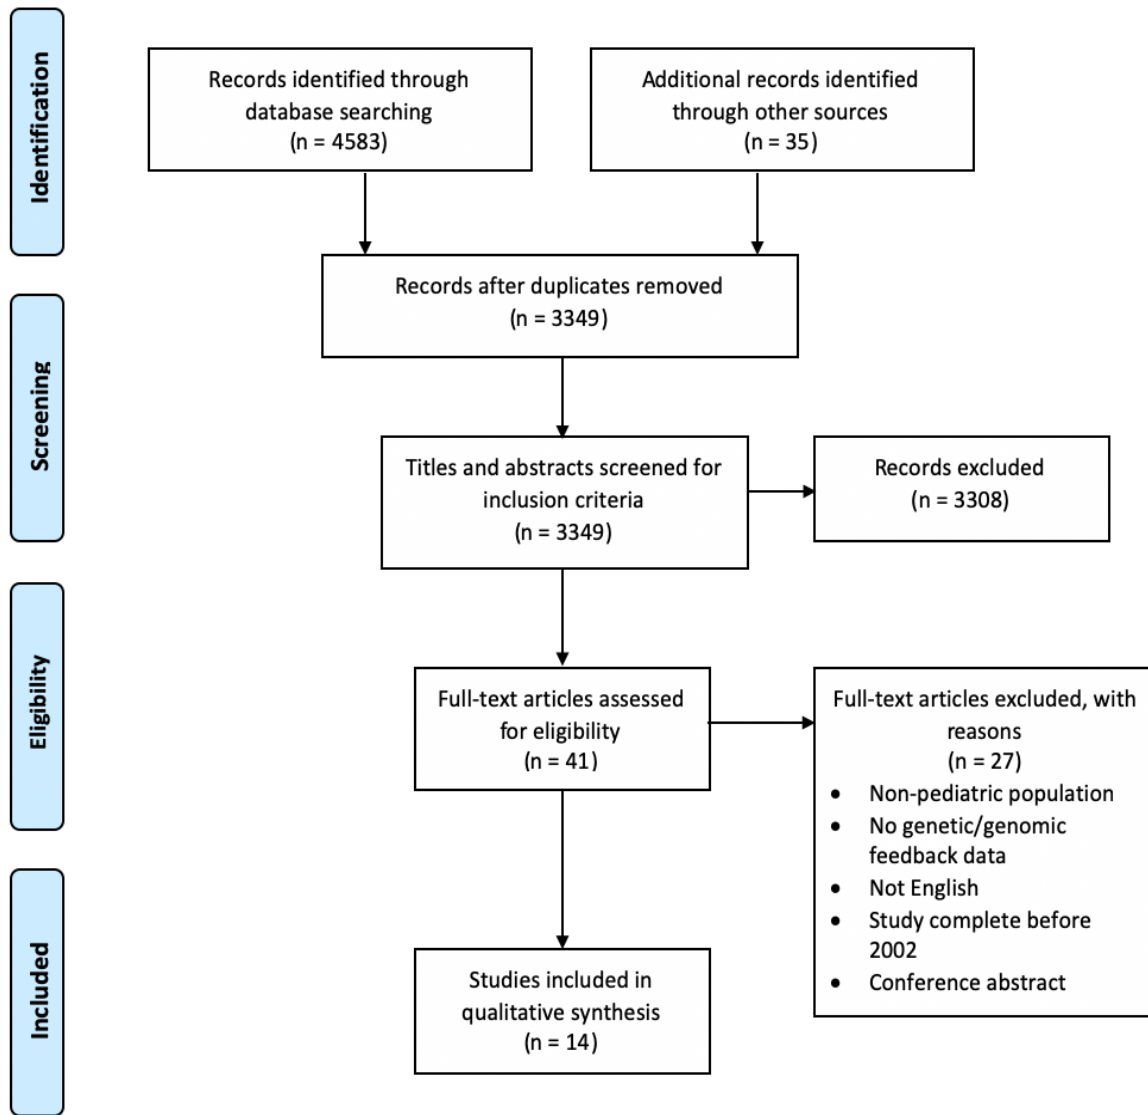 Identification
Records identified through
database searching
(n = 4583)
Additional records identified
through other sources
(n = 35)
Records after duplicates removed
(n = 3349)
Screening
Titles and abstracts screened for
inclusion criteria
(n = 3349)
Records excluded
(n = 3308)
Eligibility
Full-text articles assessed
for eligibility
(n = 41)
Full-text articles excluded, with
reasons
(n = 27)
• Non-pediatric population
• No genetic/genomic
feedback data
• Not English
• Study complete before
2002
• Conference abstract
Included
Studies included in
qualitative synthesis
(n = 14)